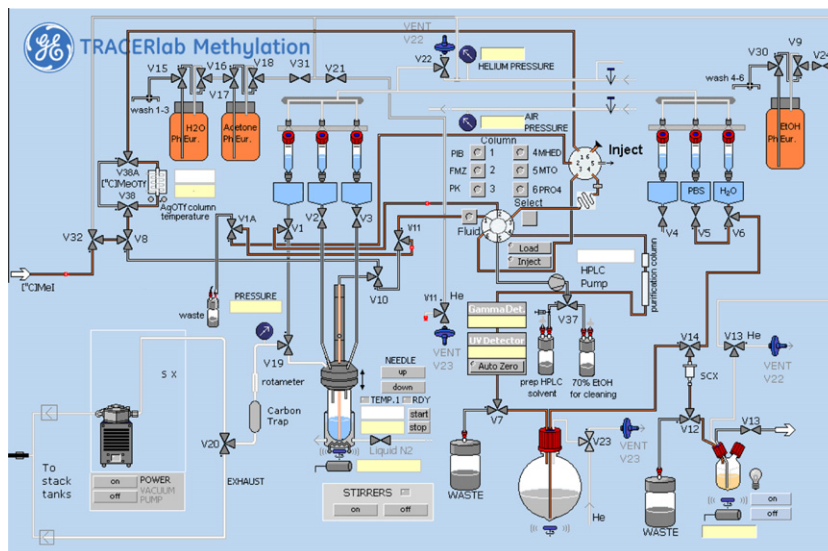 GE
TRACERlab Methylation
VENT
V22
V22
HELIUM PRESSURE
V30
V9
V24
V15
V16
V18
V31
V21
V17
wash 1-3
wash 4-6
H2O
Ph Eur.
Acetone
Ph Eur.
EtOH
Ph Eur.
AIR
PRESSURE
Column
PIB
1
4MHED
FMZ
2
5MTO
PK
3
6PRO4
Select
Inject
V38A
[¹¹C]MeOTf
V38
AgOTf column
temperature
PBS
H₂O
V32
V8
V1A
V1
V2
V3
V11
Fluid
Load
Inject
V4
V5
V6
[¹¹C]MeI
V10
HPLC
Pump
purification column
waste
PRESSURE
V11
He
VENT
V23
GammaDet.
UV Detector
Auto Zero
V37
prep HPLC
solvent
70% EtOH
for cleaning
V14
V13
He
VENT
V22
SCX
S X
V19
rotameter
Carbon
Trap
NEEDLE
up
down
TEMP.1
RDY
start
stop
V20
Liquid N2
EXHAUST
V7
WASTE
V23
VENT
V23
He
V12
V13
WASTE
on
off
To
stack
tanks
on
POWER
off
VACUUM
PUMP
STIRRERS
on
off